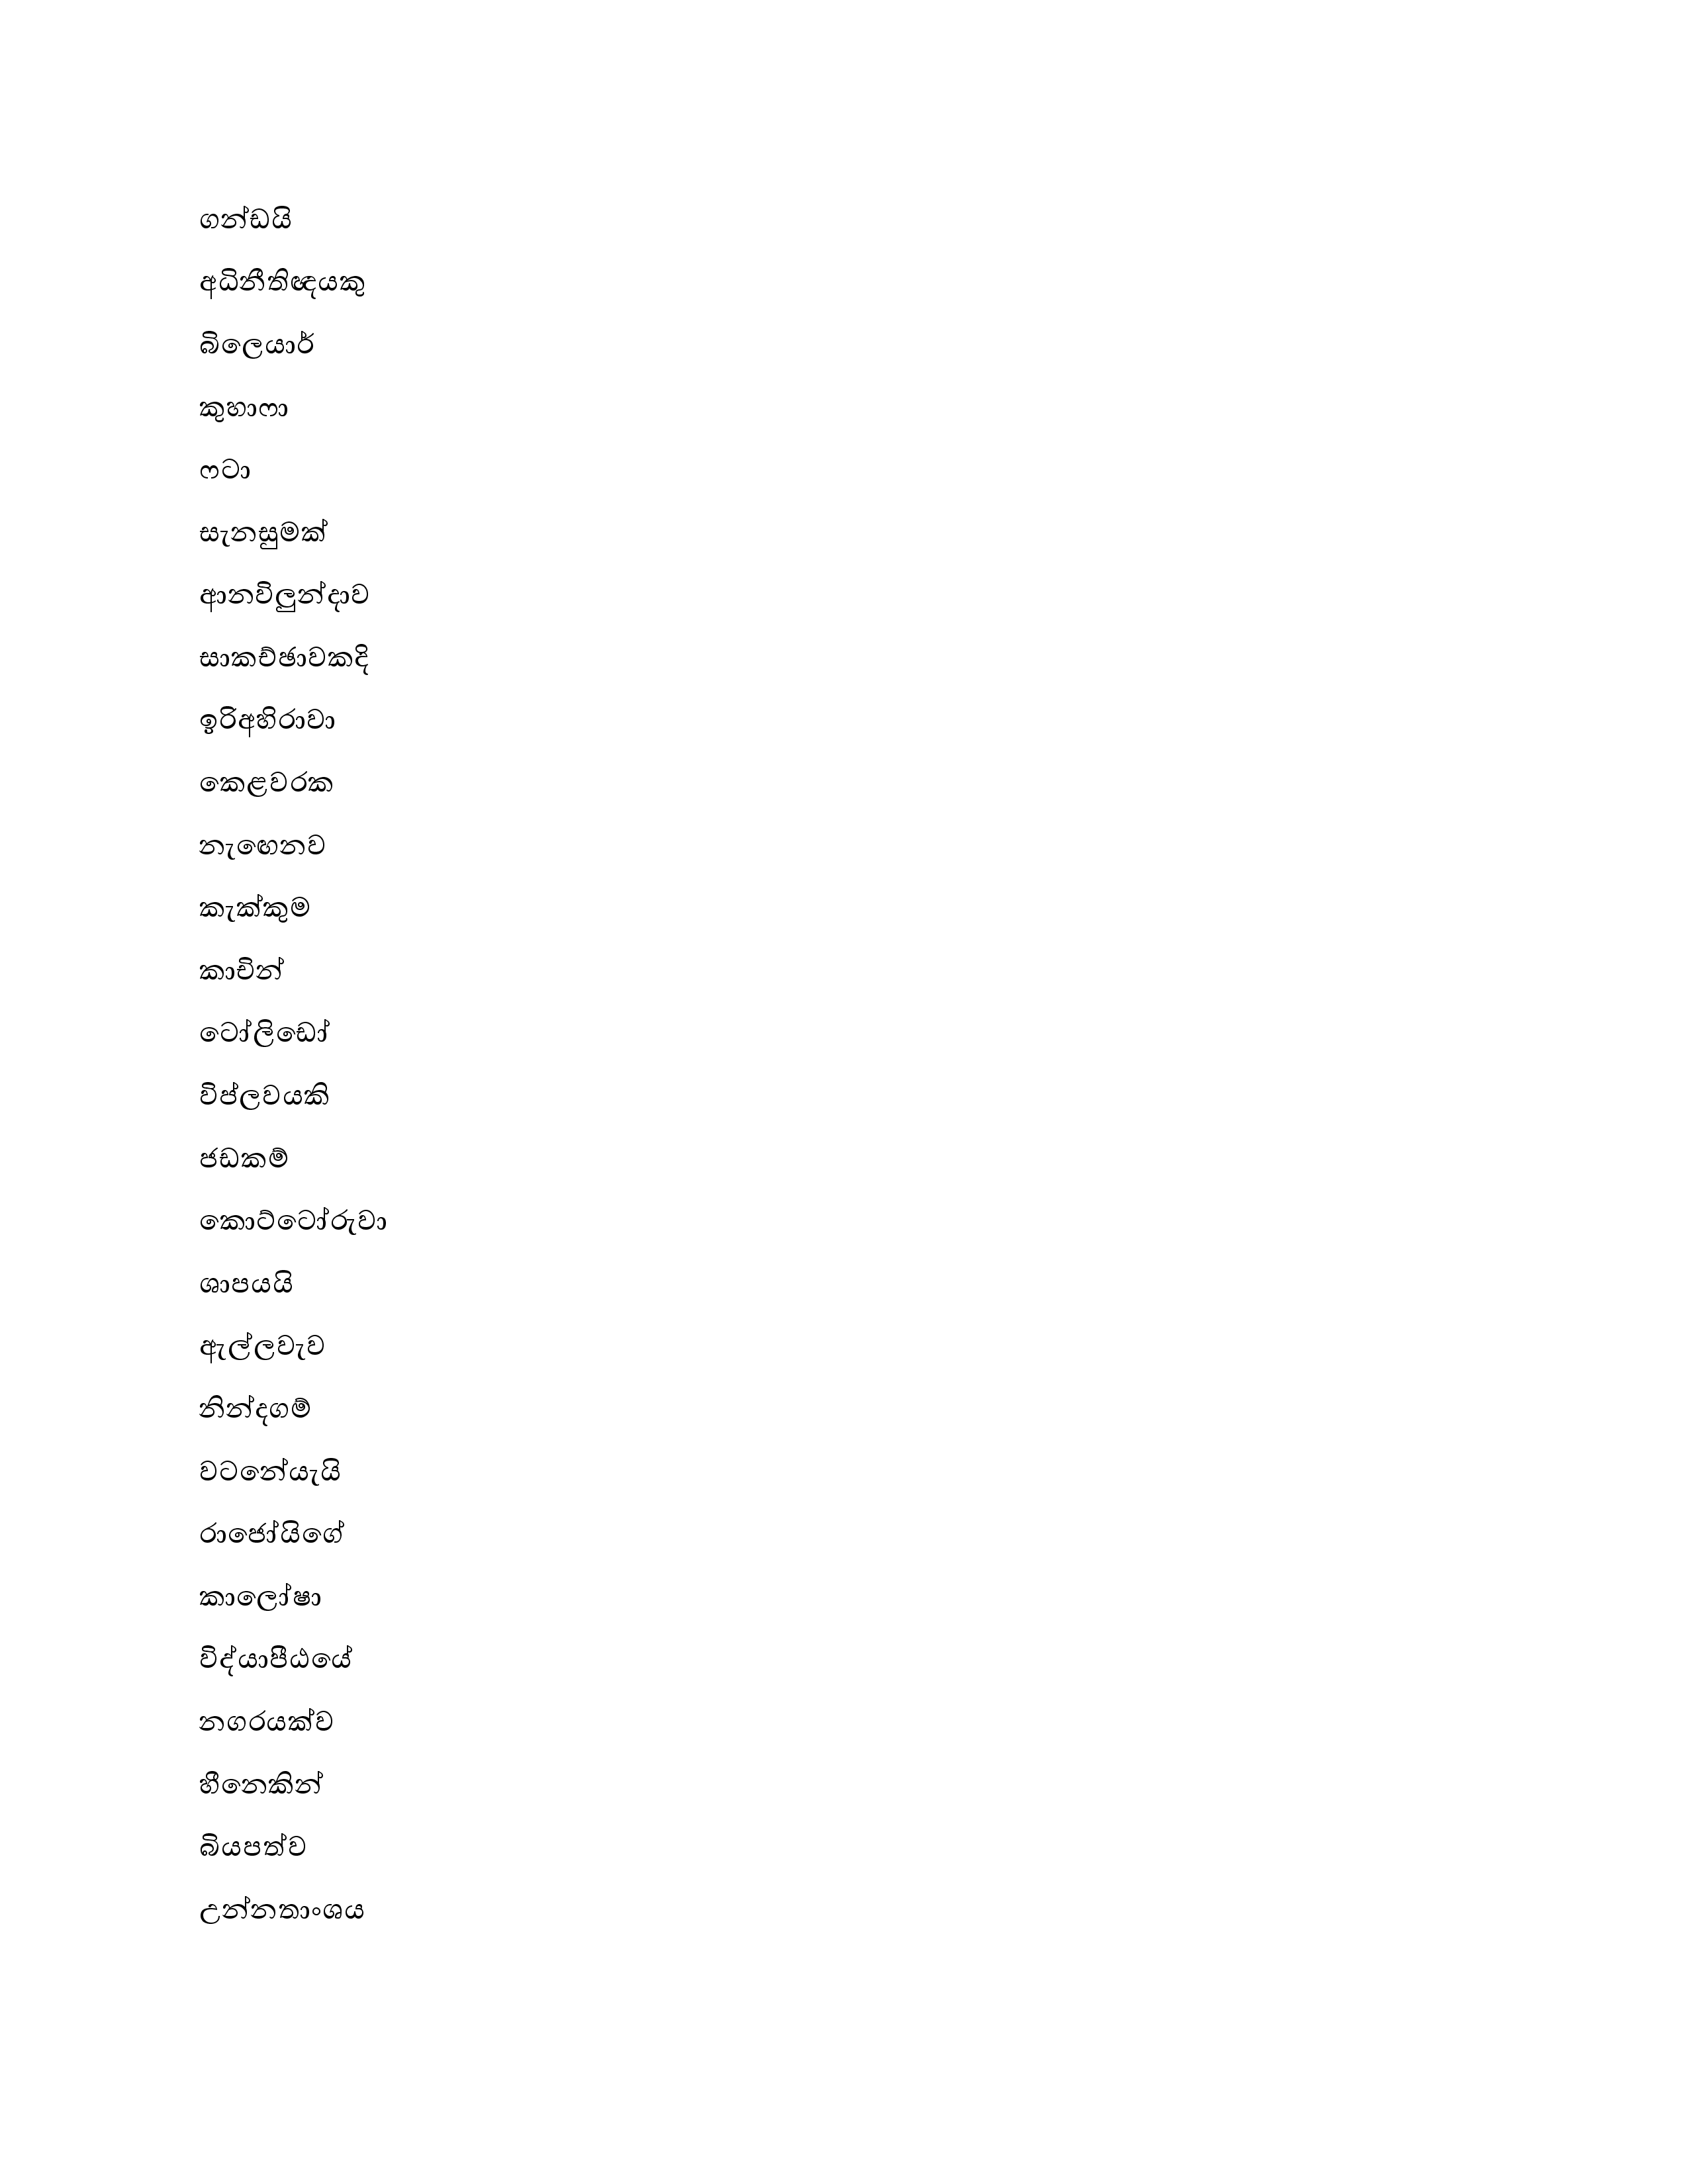 ගන්ඩයි
අධිනීතිඥයකු
බිලෙයාර්
කුහාෆා
ෆටා
සැනසුමක්
ආනවිලුන්දාව
සාකච්ඡාවකදි
ඉරිඅහිරාවා
කෙළවරක
නැඟෙනව
කැක්කුම
කාචින්
ටෝලිඩෝ
විප්ලවයකි
ජඩකම්
කොට්ටෝරුවා
ශාපයයි
ඇල්ලවැව
නින්දගම්
වටනේයැයි
රාජෝයිගේ
කාලෝෂා
විද්යාපීඨයේ
නගරයක්ව
හීනෙකින්
බියපත්ව
උන්නතාංශය